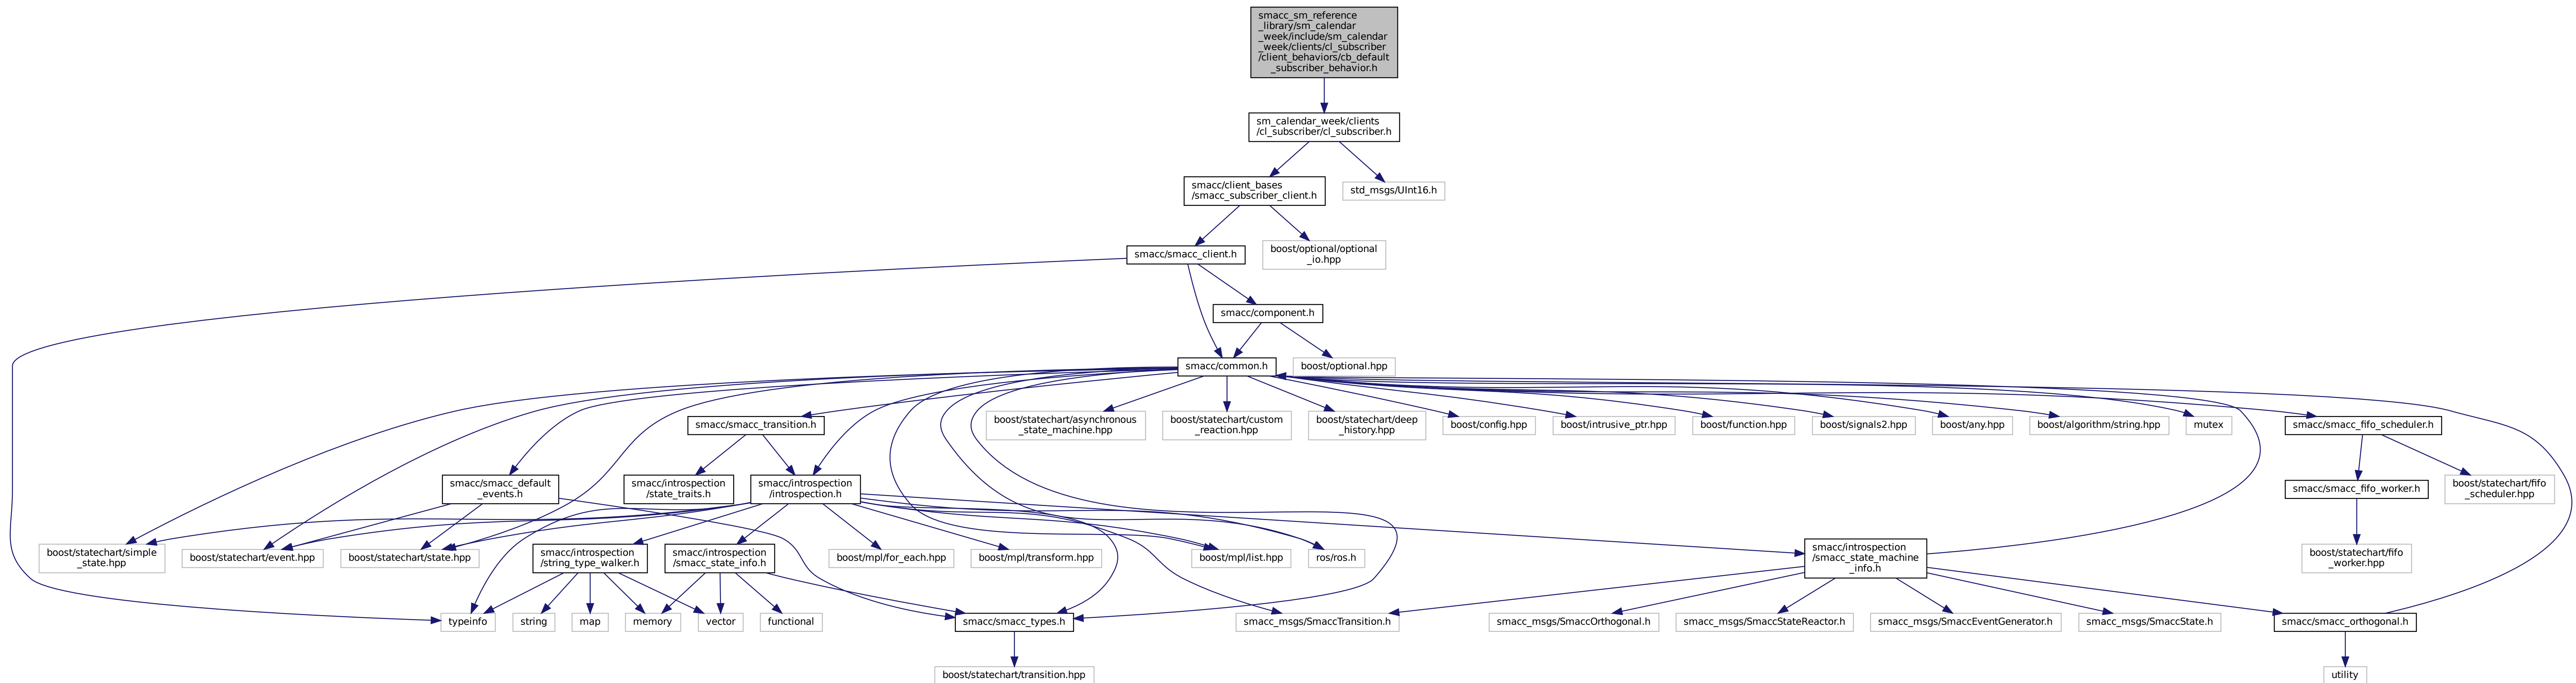 smacc_sm_reference
_library/sm_calendar
_week/include/sm_calendar
_week/clients/cl_subscriber
/client_behaviors/cb_default
_subscriber_behavior.h
sm_calendar_week/clients
/cl_subscriber/cl_subscriber.h
smacc/client_bases
/smacc_subscriber_client.h
std_msgs/UInt16.h
smacc/smacc_client.h
boost/optional/optional
_io.hpp
smacc/component.h
smacc/common.h
boost/optional.hpp
smacc/smacc_transition.h
boost/statechart/asynchronous
_state_machine.hpp
boost/statechart/custom
_reaction.hpp
boost/statechart/deep
_history.hpp
boost/config.hpp
boost/intrusive_ptr.hpp
boost/function.hpp
boost/signals2.hpp
boost/any.hpp
boost/algorithm/string.hpp
mutex
smacc/smacc_fifo_scheduler.h
smacc/smacc_default
_events.h
smacc/introspection
/state_traits.h
smacc/introspection
/introspection.h
smacc/smacc_fifo_worker.h
boost/statechart/fifo
_scheduler.hpp
boost/statechart/simple
_state.hpp
boost/statechart/event.hpp
boost/statechart/state.hpp
smacc/introspection
/string_type_walker.h
smacc/introspection
/smacc_state_info.h
boost/mpl/for_each.hpp
boost/mpl/transform.hpp
boost/mpl/list.hpp
ros/ros.h
smacc/introspection
/smacc_state_machine
_info.h
boost/statechart/fifo
_worker.hpp
typeinfo
string
map
memory
vector
functional
smacc/smacc_types.h
smacc_msgs/SmaccTransition.h
smacc_msgs/SmaccOrthogonal.h
smacc_msgs/SmaccStateReactor.h
smacc_msgs/SmaccEventGenerator.h
smacc_msgs/SmaccState.h
smacc/smacc_orthogonal.h
boost/statechart/transition.hpp
utility